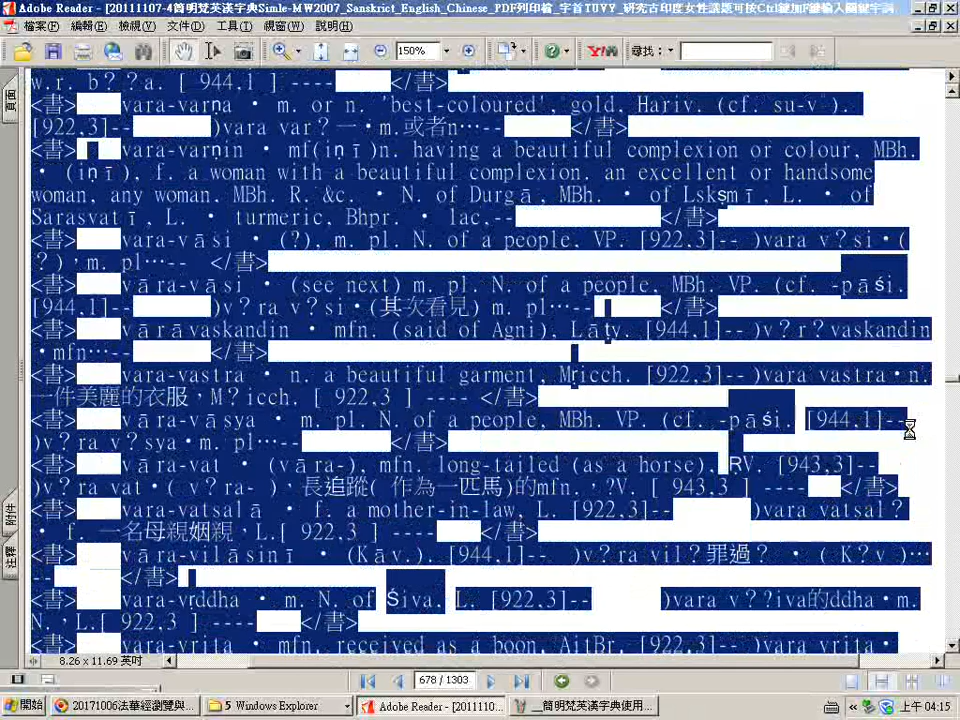 Adobe Reader - [20111107-4簡明梵英漢字典Simle-MW2007_Sanskrict_English_Chinese_PDF列印檔_字首TUVY_研究古印度女性議題可按Ctrl鍵加F鍵輸入關鍵字詞
檔案(F) 編輯(E) 檢視(V) 文件(D) 工具(T) 視窗(W) 說明(H)
150% Y! 尋找：
w.r. b？？a. [ 944,1 ] ---- </書>
<書> vara-varṇa ‧ m. or n. 'best-coloured', gold, Hariv. (cf. su-v˚).
[922,3]-- )vara var？一‧m.或者n…-- </書>
<書> vara-varṇin ‧ mf(iṇī)n. having a beautiful complexion or colour, MBh.
‧ (iṇī), f. a woman with a beautiful complexion. an excellent or handsome
woman, any woman, MBh. R. &c. ‧ N. of Durgā, MBh. ‧ of Lskṣmī, L. ‧ of
Sarasvatī, L. ‧ turmeric, Bhpr. ‧ lac,-- </書>
<書> vara-vāsi ‧ (?), m. pl. N. of a people, VP. [922,3]-- )vara v？si‧(
？)，m. pl…-- </書>
<書> vāra-vāsi ‧ (see next) m. pl. N. of a people, MBh. VP. (cf. -pāśi.
[944,1]-- )v？ra v？si‧(其次看見) m. pl…-- </書>
<書> vārāvaskandin ‧ mfn. (said of Agni), Lāṭy. [944,1]-- )v？r？vaskandin
‧mfn…-- </書>
<書> vara-vastra ‧ n. a beautiful garment, Mṛicch. [922,3]-- )vara vastra‧n.
一件美麗的衣服，M？icch. [ 922,3 ] ---- </書>
<書> vāra-vāsya ‧ m. pl. N. of a people, MBh. VP. (cf. -pāśi. [944,1]--
)v？ra v？sya‧m. pl…-- </書>
<書> vāra-vat ‧ (vāra-), mfn. long-tailed (as a horse), ṚV. [943,3]--
)v？ra vat‧( v？ra- )，長追蹤( 作為一匹馬)的mfn.，?V. [ 943,3 ] ---- </書>
<書> vara-vatsalā ‧ f. a mother-in-law, L. [922,3]-- )vara vatsal？
‧ f. 一名母親姻親，L.[ 922,3 ] ---- </書>
<書> vāra-vilāsinī ‧ (Kāv.). [944,1]-- )v？ra vil？罪過？ ‧ ( K？v )…
-- </書>
<書> vara-vṛddha ‧ m. N. of Śiva, L. [922,3]-- )vara v？？iva的ddha‧m.
N.，L.[ 922,3 ] ---- </書>
<書> vara-vṛita ‧ mfn. received as a boon, AitBr. [922,3]-- )vara vrita‧
頁面
附件
注釋
8.26 x 11.69 英吋
678 / 1303
開始 20171006法華經瀏覽與... 5 Windows Explorer Adobe Reader - [2011110... __簡明梵英漢字典使用... 上午 04:15